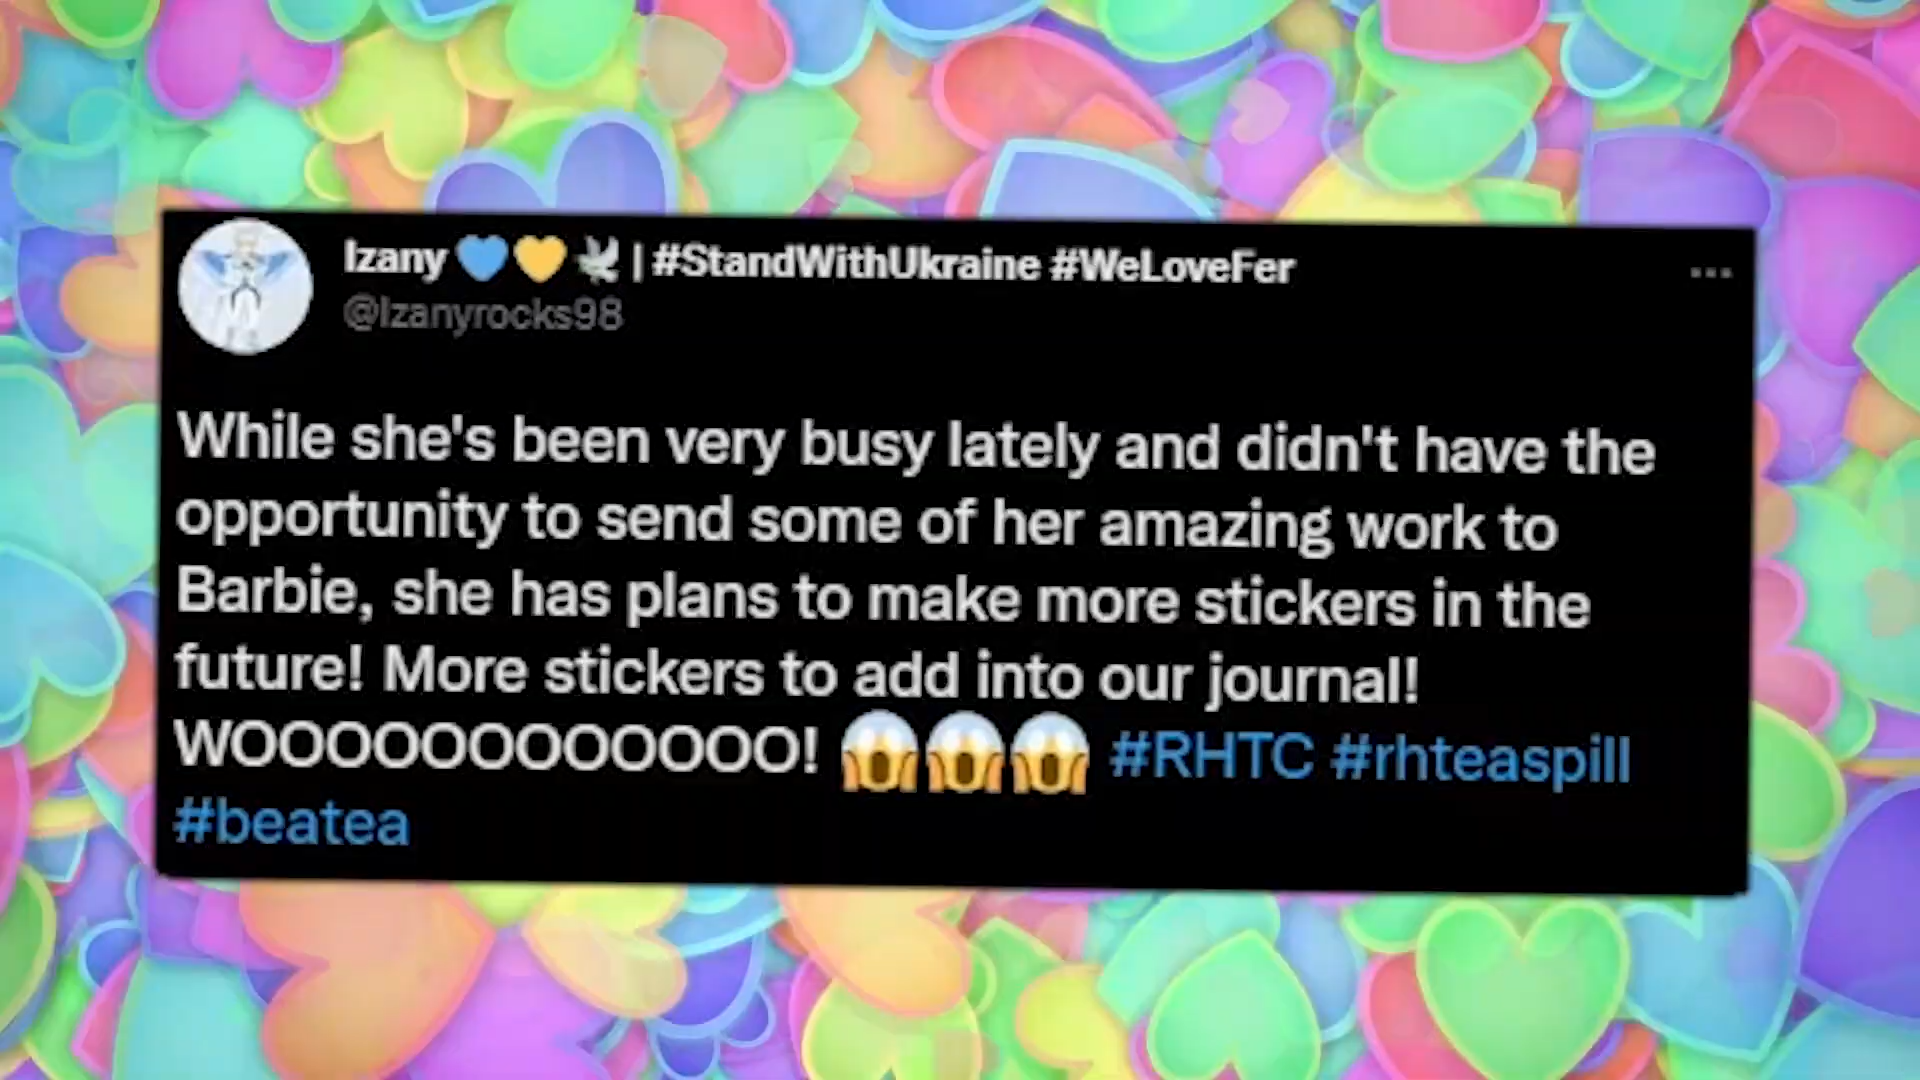 Izany 💙💛🕊 | #StandWithUkraine #WeLoveFer
@Izanyrocks98
While she's been very busy lately and didn't have the
opportunity to send some of her amazing work to
Barbie, she has plans to make more stickers in the
future! More stickers to add into our journal!
WOOOOOOOOOOOO! 😱😱😱 #RHTC #rhteaspill
#beatea